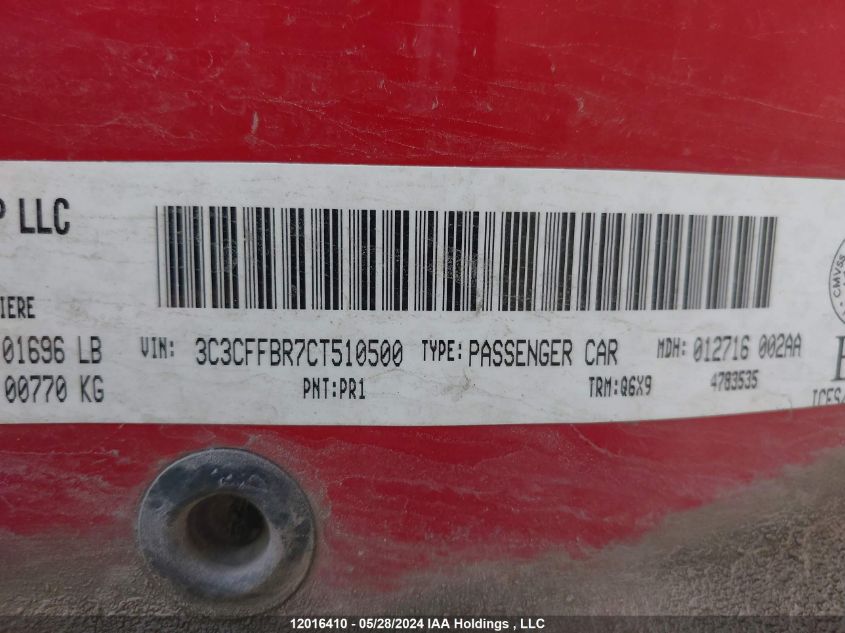 P LLC
IERE
01696 LB VIN: 3C3CFFBR7CT510500 TYPE: PASSENGER CAR MDH: 012716 002AA
00770 KG PNT:PR1 TRM:Q6X9 4783535
CMVSS
12016410 - 05/28/2024 IAA Holdings , LLC